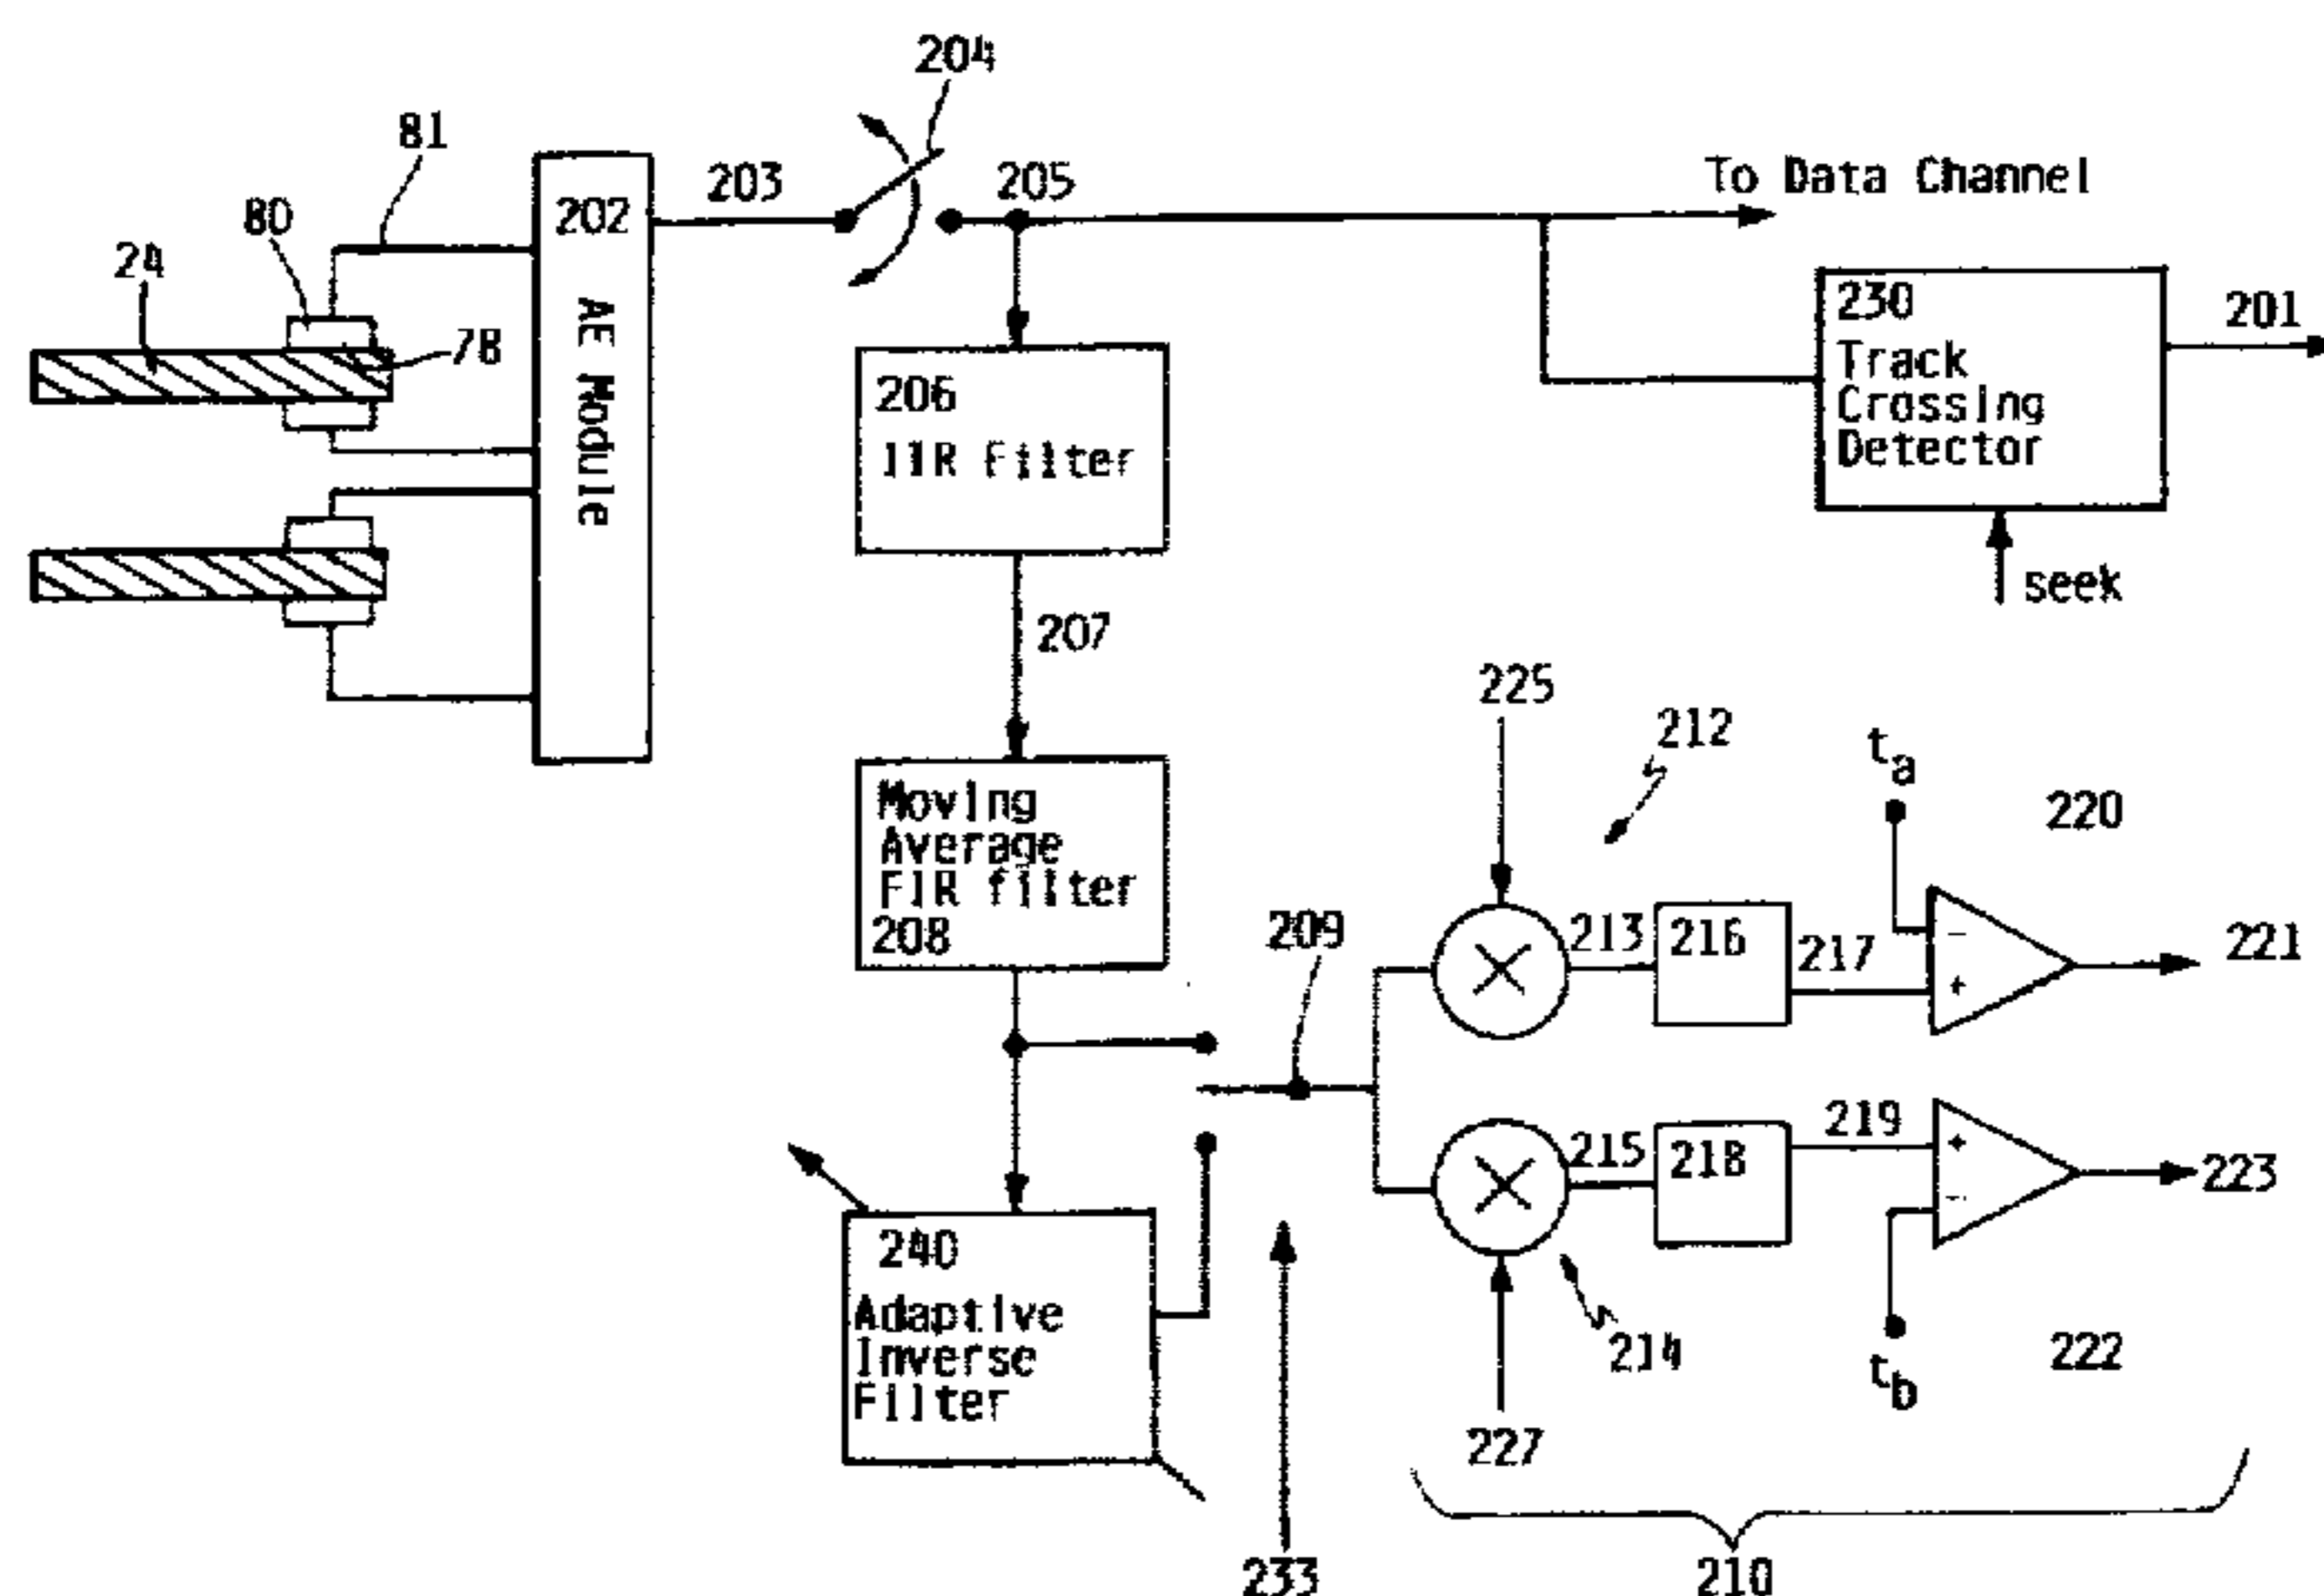 204
81
203
205
To Data Channel
80
202
24
230
201
AE Module
78
Track
Crossing
Detector
206
IIR Filter
seek
207
225
212
ta
220
Moving
Average
FIR filter
208
209
213
216
217
221
-
+
215
218
219
+
-
223
240
Adaptive
Inverse
Filter
214
tb
222
227
233
210